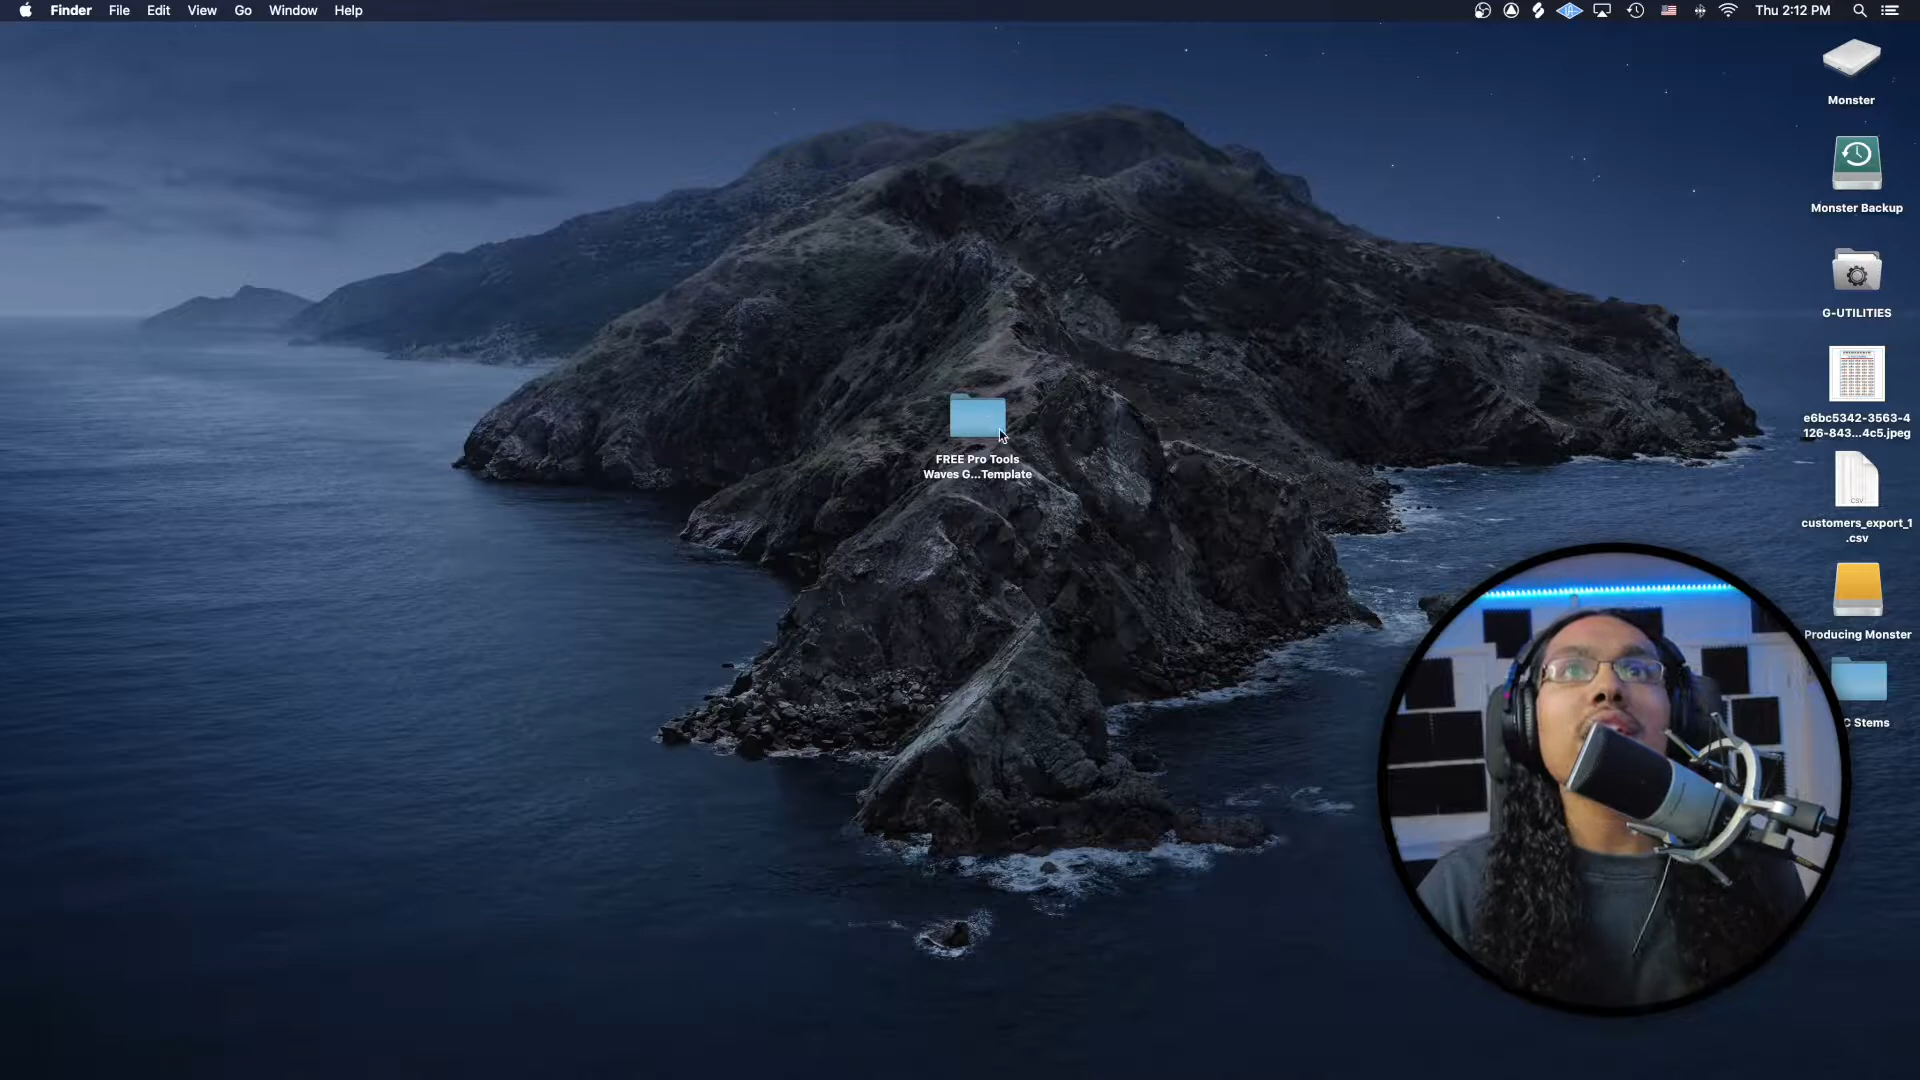 Finder File Edit View Go Window Help
Thu 2:12 PM
Monster
Monster Backup
G-UTILITIES
e6bc5342-3563-4
126-843...4c5.jpeg
CSV
customers_export_1
.csv
Producing Monster
C Stems
FREE Pro Tools
Waves G...Template